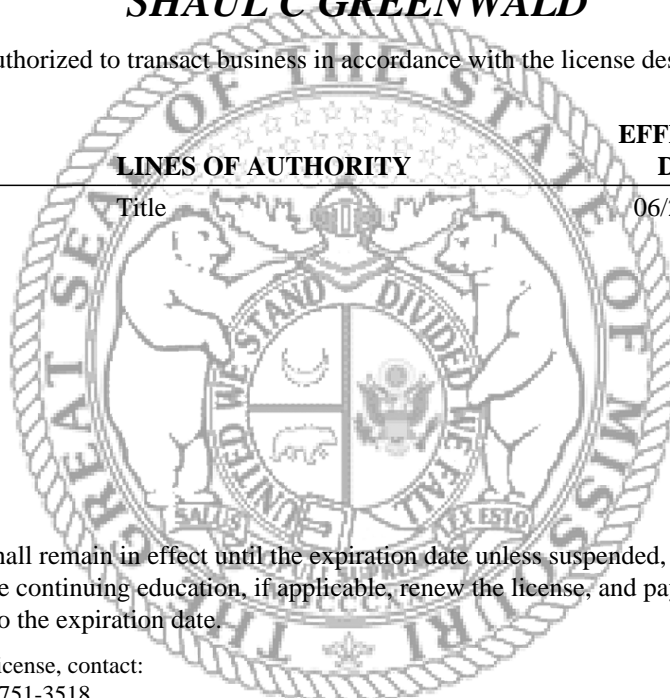 SHAUL C GREENWALD
uthorized to transact business in accordance with the license des
EFF
LINES OF AUTHORITY D
Title 06/
THE GREAT SEAL OF THE STATE OF MISSOURI
UNITED WE STAND DIVIDED WE FALL
SALUS EX ESTO
hall remain in effect until the expiration date unless suspended,
e continuing education, if applicable, renew the license, and pay
o the expiration date.
icense, contact:
751-3518